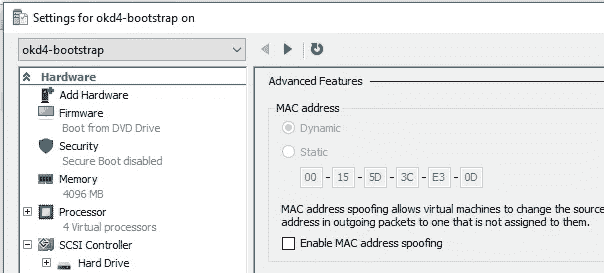 Settings for okd4-bootstrap on
okd4-bootstrap
Hardware
Add Hardware
Firmware
Boot from DVD Drive
Security
Secure Boot disabled
Memory
4096 MB
Processor
4 Virtual processors
SCSI Controller
Hard Drive
Advanced Features
MAC address
Dynamic
Static
00 - 15 - 5D - 3C - E3 - 0D
MAC address spoofing allows virtual machines to change the source
address in outgoing packets to one that is not assigned to them.
Enable MAC address spoofing